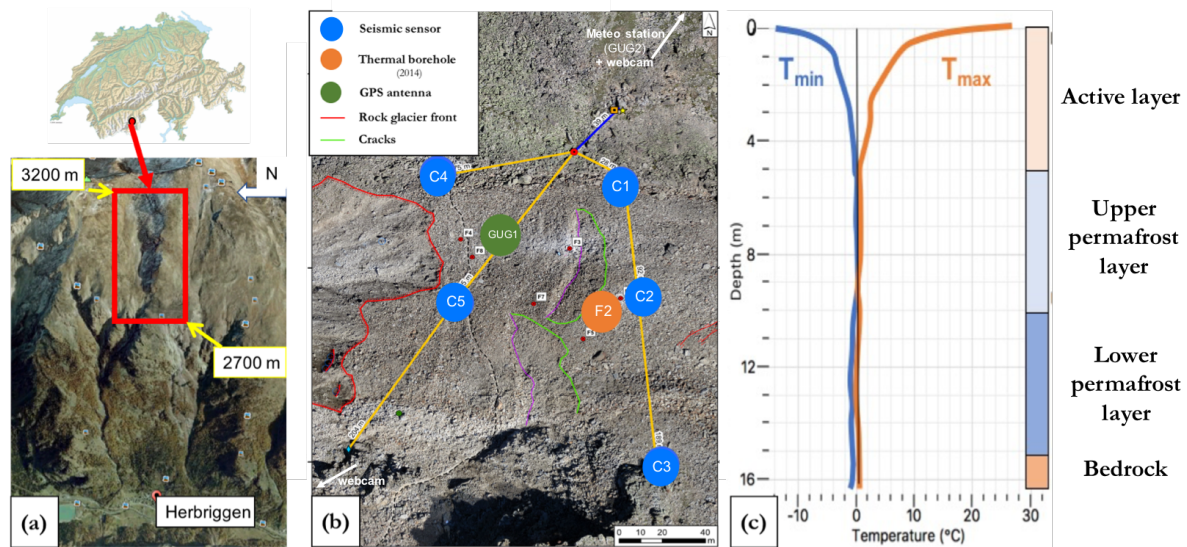 3200 m
N
2700 m
Herbriggen
(a)
Seismic sensor
Thermal borehole
(2014)
GPS antenna
Rock glacier front
Cracks
Météo station
(GUG2)
+ webcam
N
C4
C1
GUG1
C5
C2
F2
C3
F7
webcam
0 10 20 40
m
(b)
0
4
8
12
16
Depth (m)
Tmin
Tmax
-10 0 10 20 30
Temperature (°C)
(c)
Active layer
Upper
permafrost
layer
Lower
permafrost
layer
Bedrock